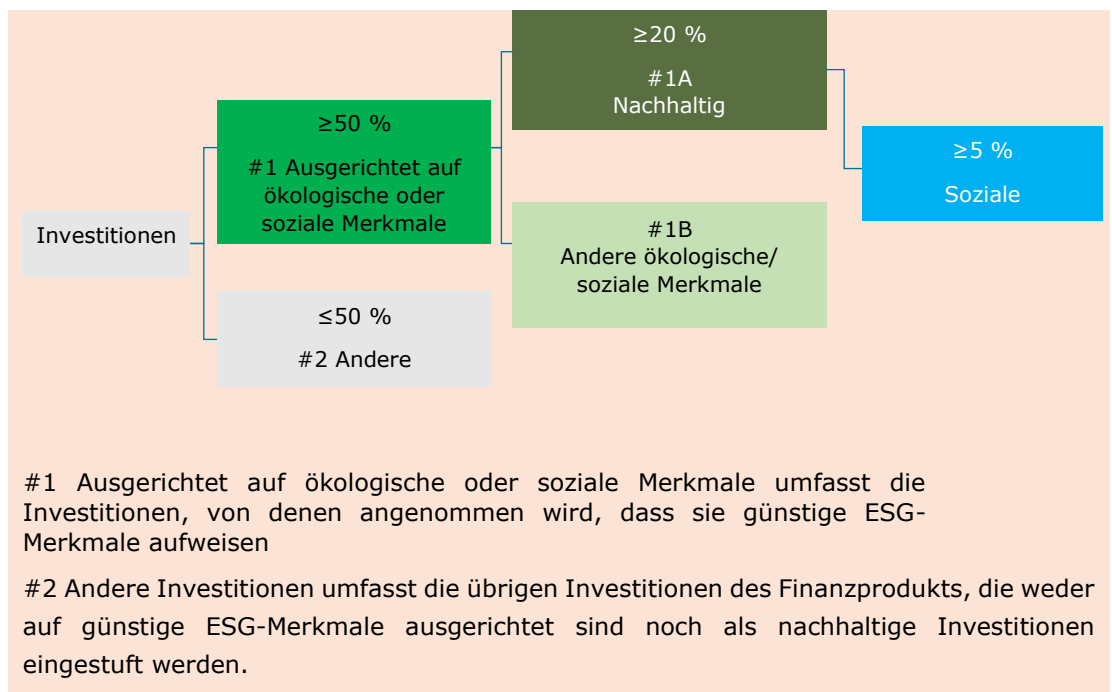 Investitionen
≥50 %
#1 Ausgerichtet auf
ökologische oder
soziale Merkmale
≤50 %
#2 Andere
≥20 %
#1A
Nachhaltig
#1B
Andere ökologische/
soziale Merkmale
≥5 %
Soziale
#1 Ausgerichtet auf ökologische oder soziale Merkmale umfasst die
Investitionen, von denen angenommen wird, dass sie günstige ESG-
Merkmale aufweisen
#2 Andere Investitionen umfasst die übrigen Investitionen des Finanzprodukts, die weder
auf günstige ESG-Merkmale ausgerichtet sind noch als nachhaltige Investitionen
eingestuft werden.